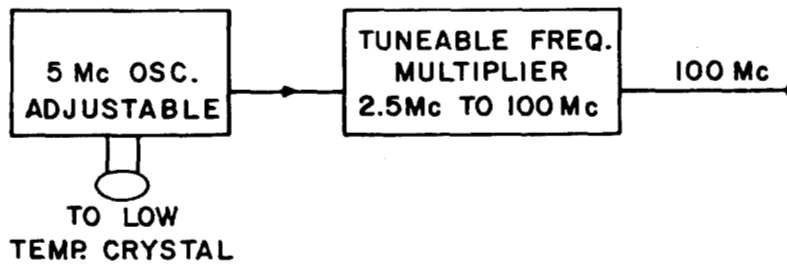 5 Mc OSC.
ADJUSTABLE
TUNEABLE FREQ.
MULTIPLIER
2.5Mc TO 100Mc
100 Mc
TO LOW
TEMP. CRYSTAL